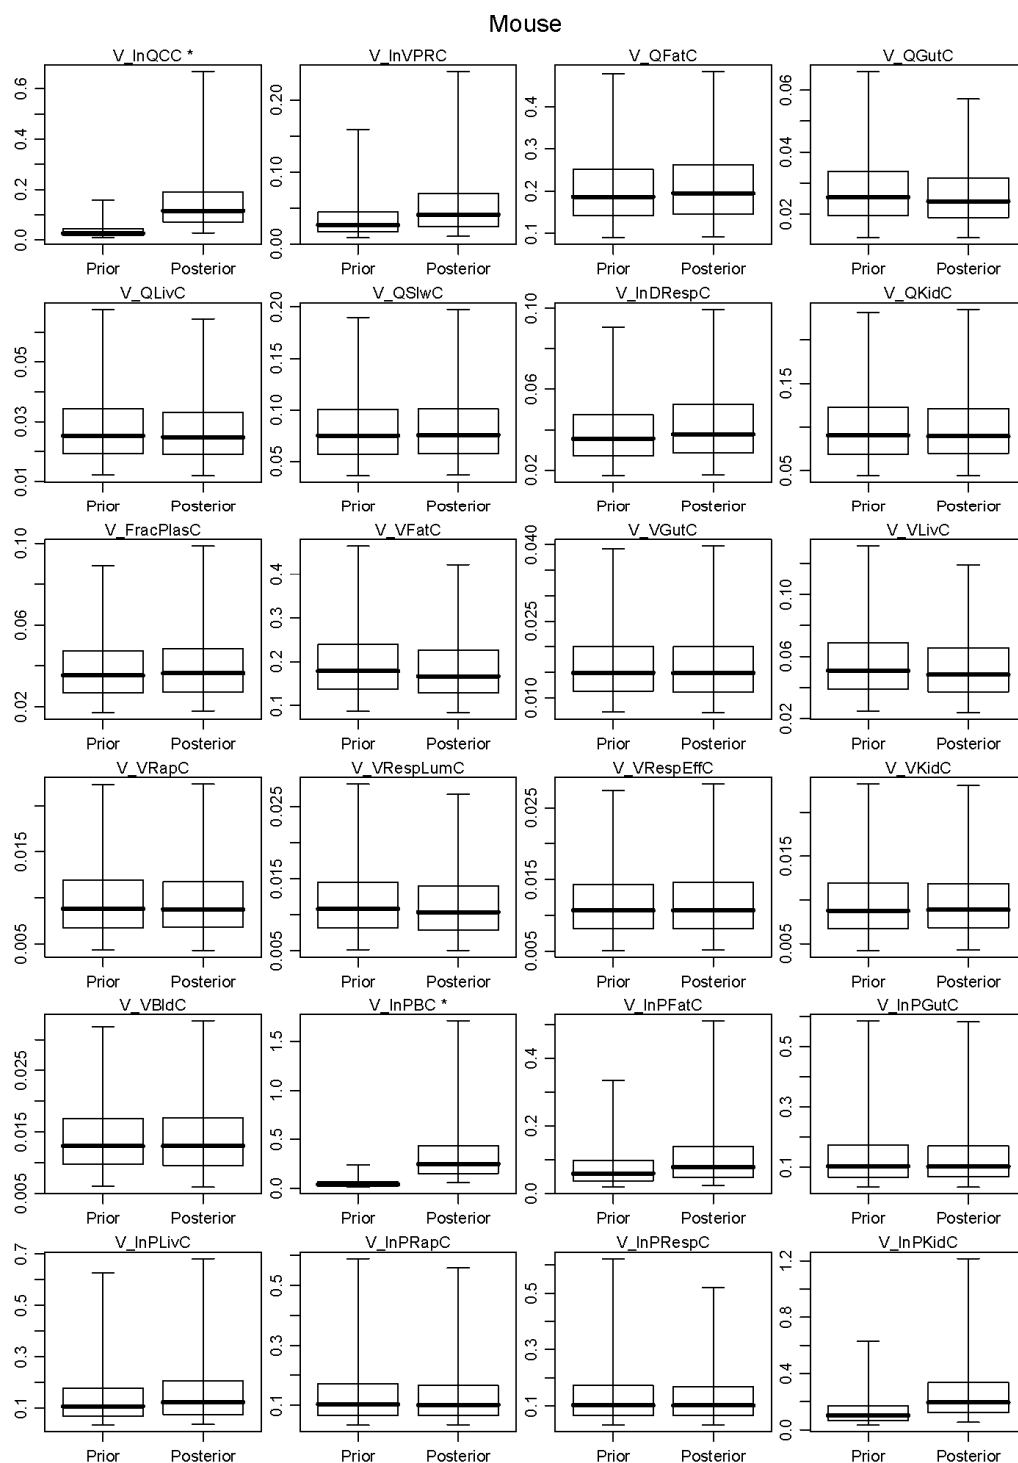 Mouse
V_lnQCC * V_lnVPRC V_QFatC V_QGutC
0.0 0.2 0.4 0.6 0.00 0.10 0.20 0.1 0.2 0.3 0.4 0.02 0.04 0.06
Prior Posterior Prior Posterior Prior Posterior Prior Posterior
V_QLivC V_QSlwC V_lnDRespC V_QKidC
0.01 0.03 0.05 0.05 0.10 0.15 0.20 0.02 0.06 0.10 0.05 0.15
Prior Posterior Prior Posterior Prior Posterior Prior Posterior
V_FracPlasC V_VFatC V_VGutC V_VLivC
0.02 0.06 0.10 0.1 0.2 0.3 0.4 0.010 0.025 0.040 0.02 0.06 0.10
Prior Posterior Prior Posterior Prior Posterior Prior Posterior
V_VRapC V_VRespLumC V_VRespEffC V_VKidC
0.005 0.015 0.005 0.015 0.025 0.005 0.015 0.025 0.005 0.015
Prior Posterior Prior Posterior Prior Posterior Prior Posterior
V_VBldC V_lnPBC * V_lnPFatC V_lnPGutC
0.005 0.015 0.025 0.0 0.5 1.0 1.5 0.0 0.2 0.4 0.1 0.3 0.5
Prior Posterior Prior Posterior Prior Posterior Prior Posterior
V_lnPLivC V_lnPRapC V_lnPRespC V_lnPKidC
0.1 0.3 0.5 0.7 0.1 0.3 0.5 0.1 0.3 0.5 0.0 0.4 0.8 1.2
Prior Posterior Prior Posterior Prior Posterior Prior Posterior